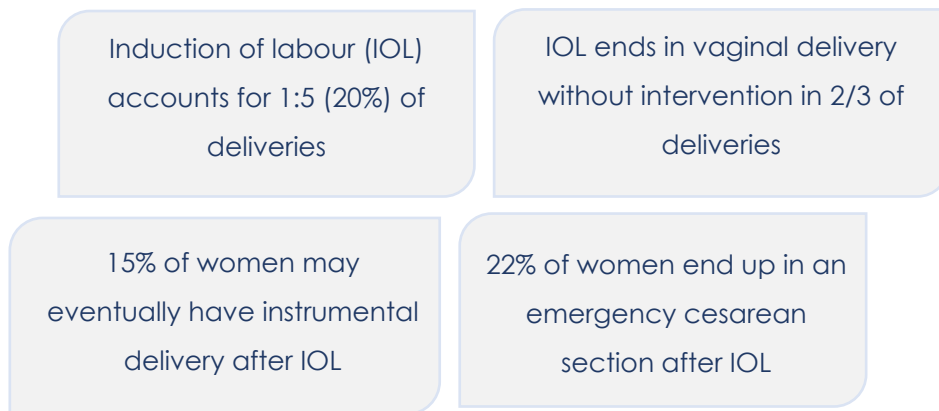 Induction of labour (IOL)
accounts for 1:5 (20%) of
deliveries
IOL ends in vaginal delivery
without intervention in 2/3 of
deliveries
15% of women may
eventually have instrumental
delivery after IOL
22% of women end up in an
emergency cesarean
section after IOL